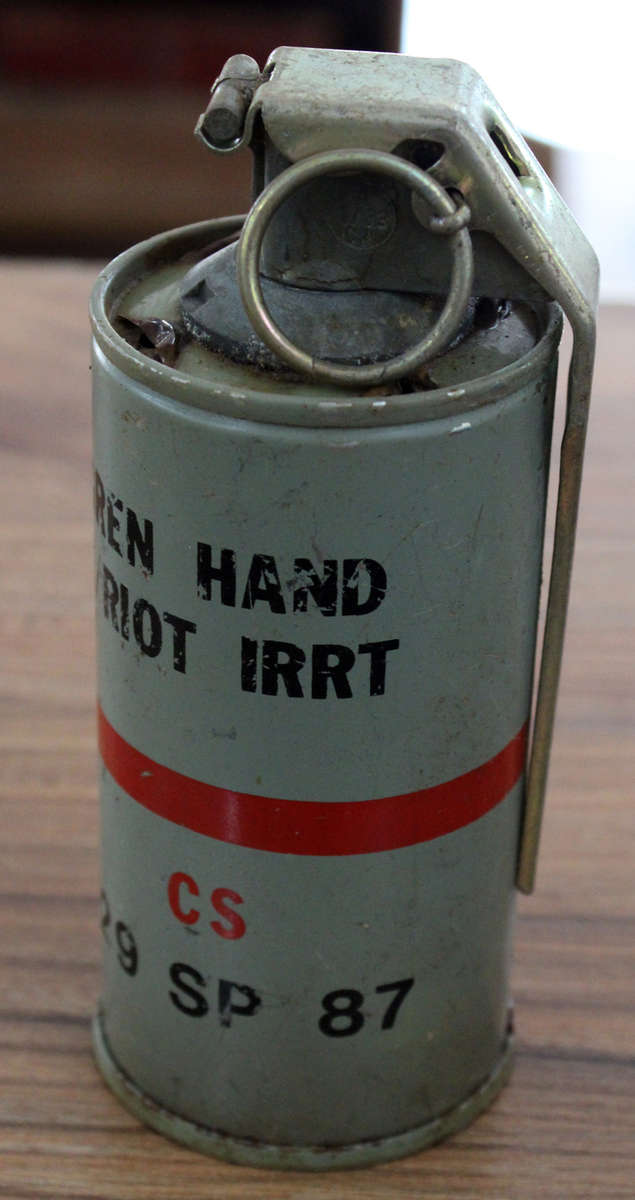 REN HAND
/RIOT IRRT
CS
29 SP 87